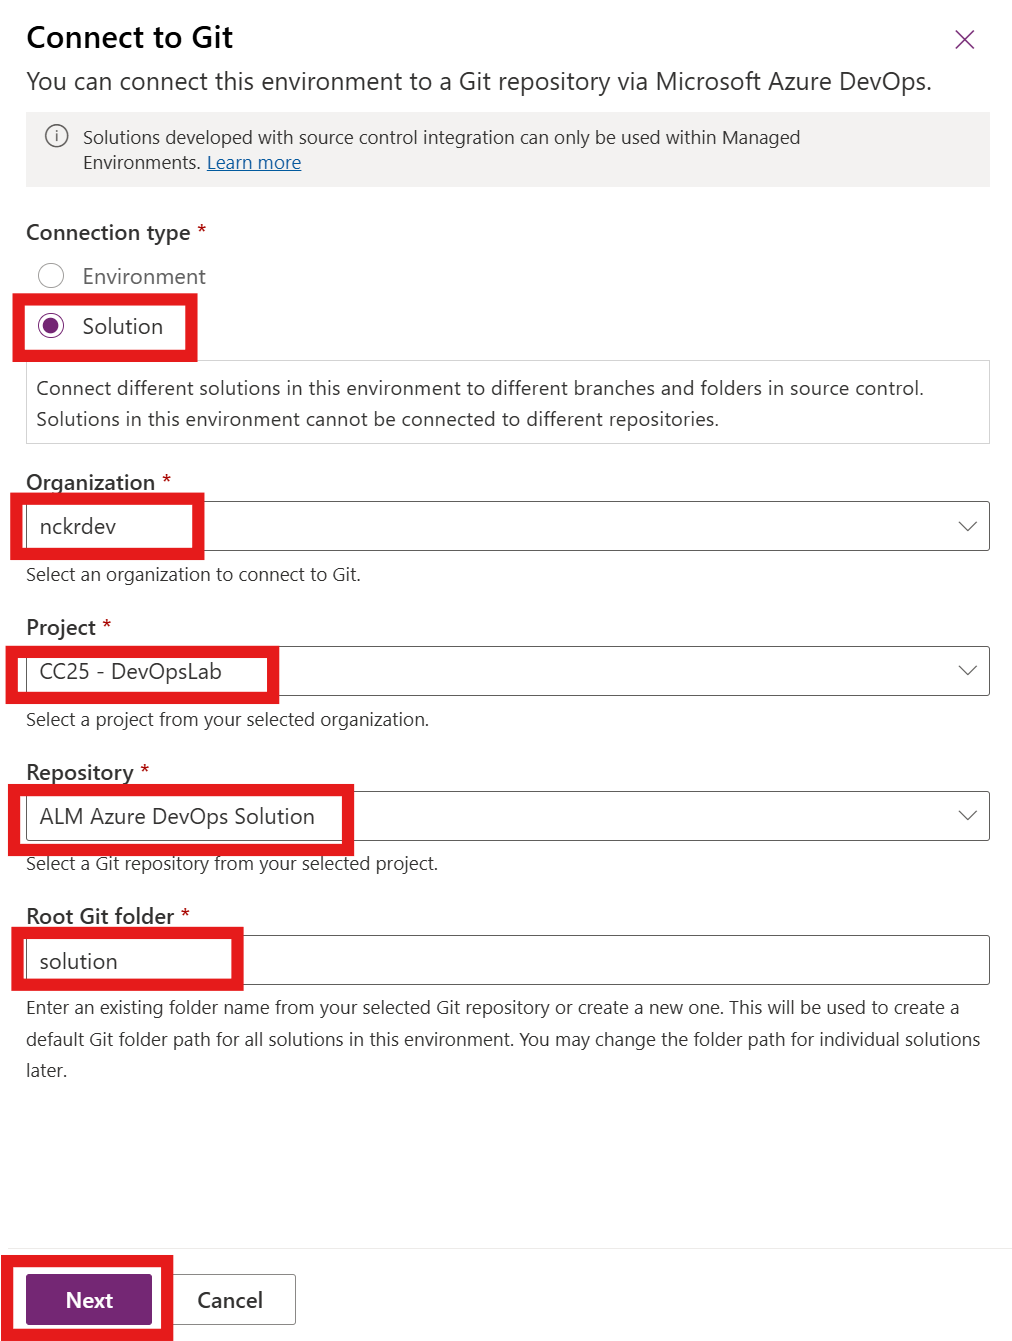 Connect to Git
You can connect this environment to a Git repository via Microsoft Azure DevOps.
Solutions developed with source control integration can only be used within Managed
Environments. Learn more
Connection type *
Environment
Solution
Connect different solutions in this environment to different branches and folders in source control.
Solutions in this environment cannot be connected to different repositories.
Organization *
nckrdev
Select an organization to connect to Git.
Project *
CC25 - DevOpsLab
Select a project from your selected organization.
Repository *
ALM Azure DevOps Solution
Select a Git repository from your selected project.
Root Git folder *
solution
Enter an existing folder name from your selected Git repository or create a new one. This will be used to create a
default Git folder path for all solutions in this environment. You may change the folder path for individual solutions
later.
Next
Cancel